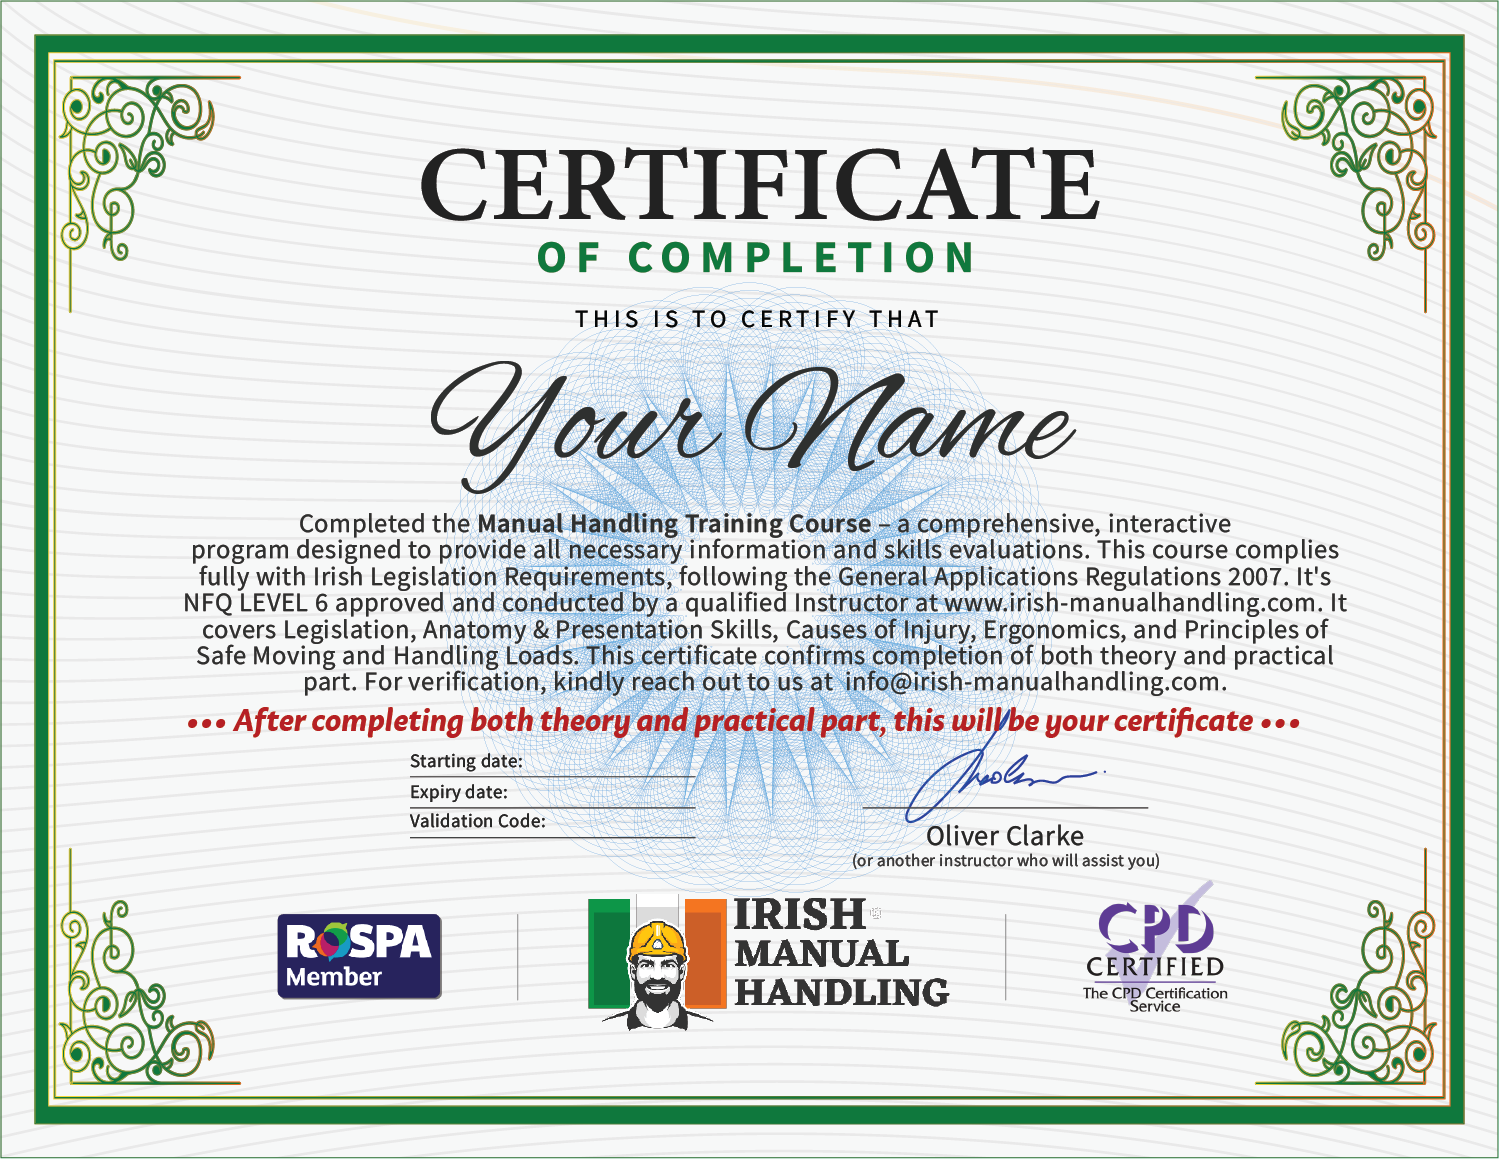 CERTIFICATE
OF COMPLETION
THIS IS TO CERTIFY THAT
Your Name
Completed the Manual Handling Training Course – a comprehensive, interactive
program designed to provide all necessary information and skills evaluations. This course complies
fully with Irish Legislation Requirements, following the General Applications Regulations 2007. It's
NFQ LEVEL 6 approved and conducted by a qualified Instructor at www.irish-manualhandling.com. It
covers Legislation, Anatomy & Presentation Skills, Causes of Injury, Ergonomics, and Principles of
Safe Moving and Handling Loads. This certificate confirms completion of both theory and practical
part. For verification, kindly reach out to us at info@irish-manualhandling.com.
••• After completing both theory and practical part, this will be your certificate •••
Starting date:
Expiry date:
Validation Code:
Oliver Clarke
(or another instructor who will assist you)
RoSPA
Member
IRISH
MANUAL
HANDLING
CPD
CERTIFIED
The CPD Certification
Service